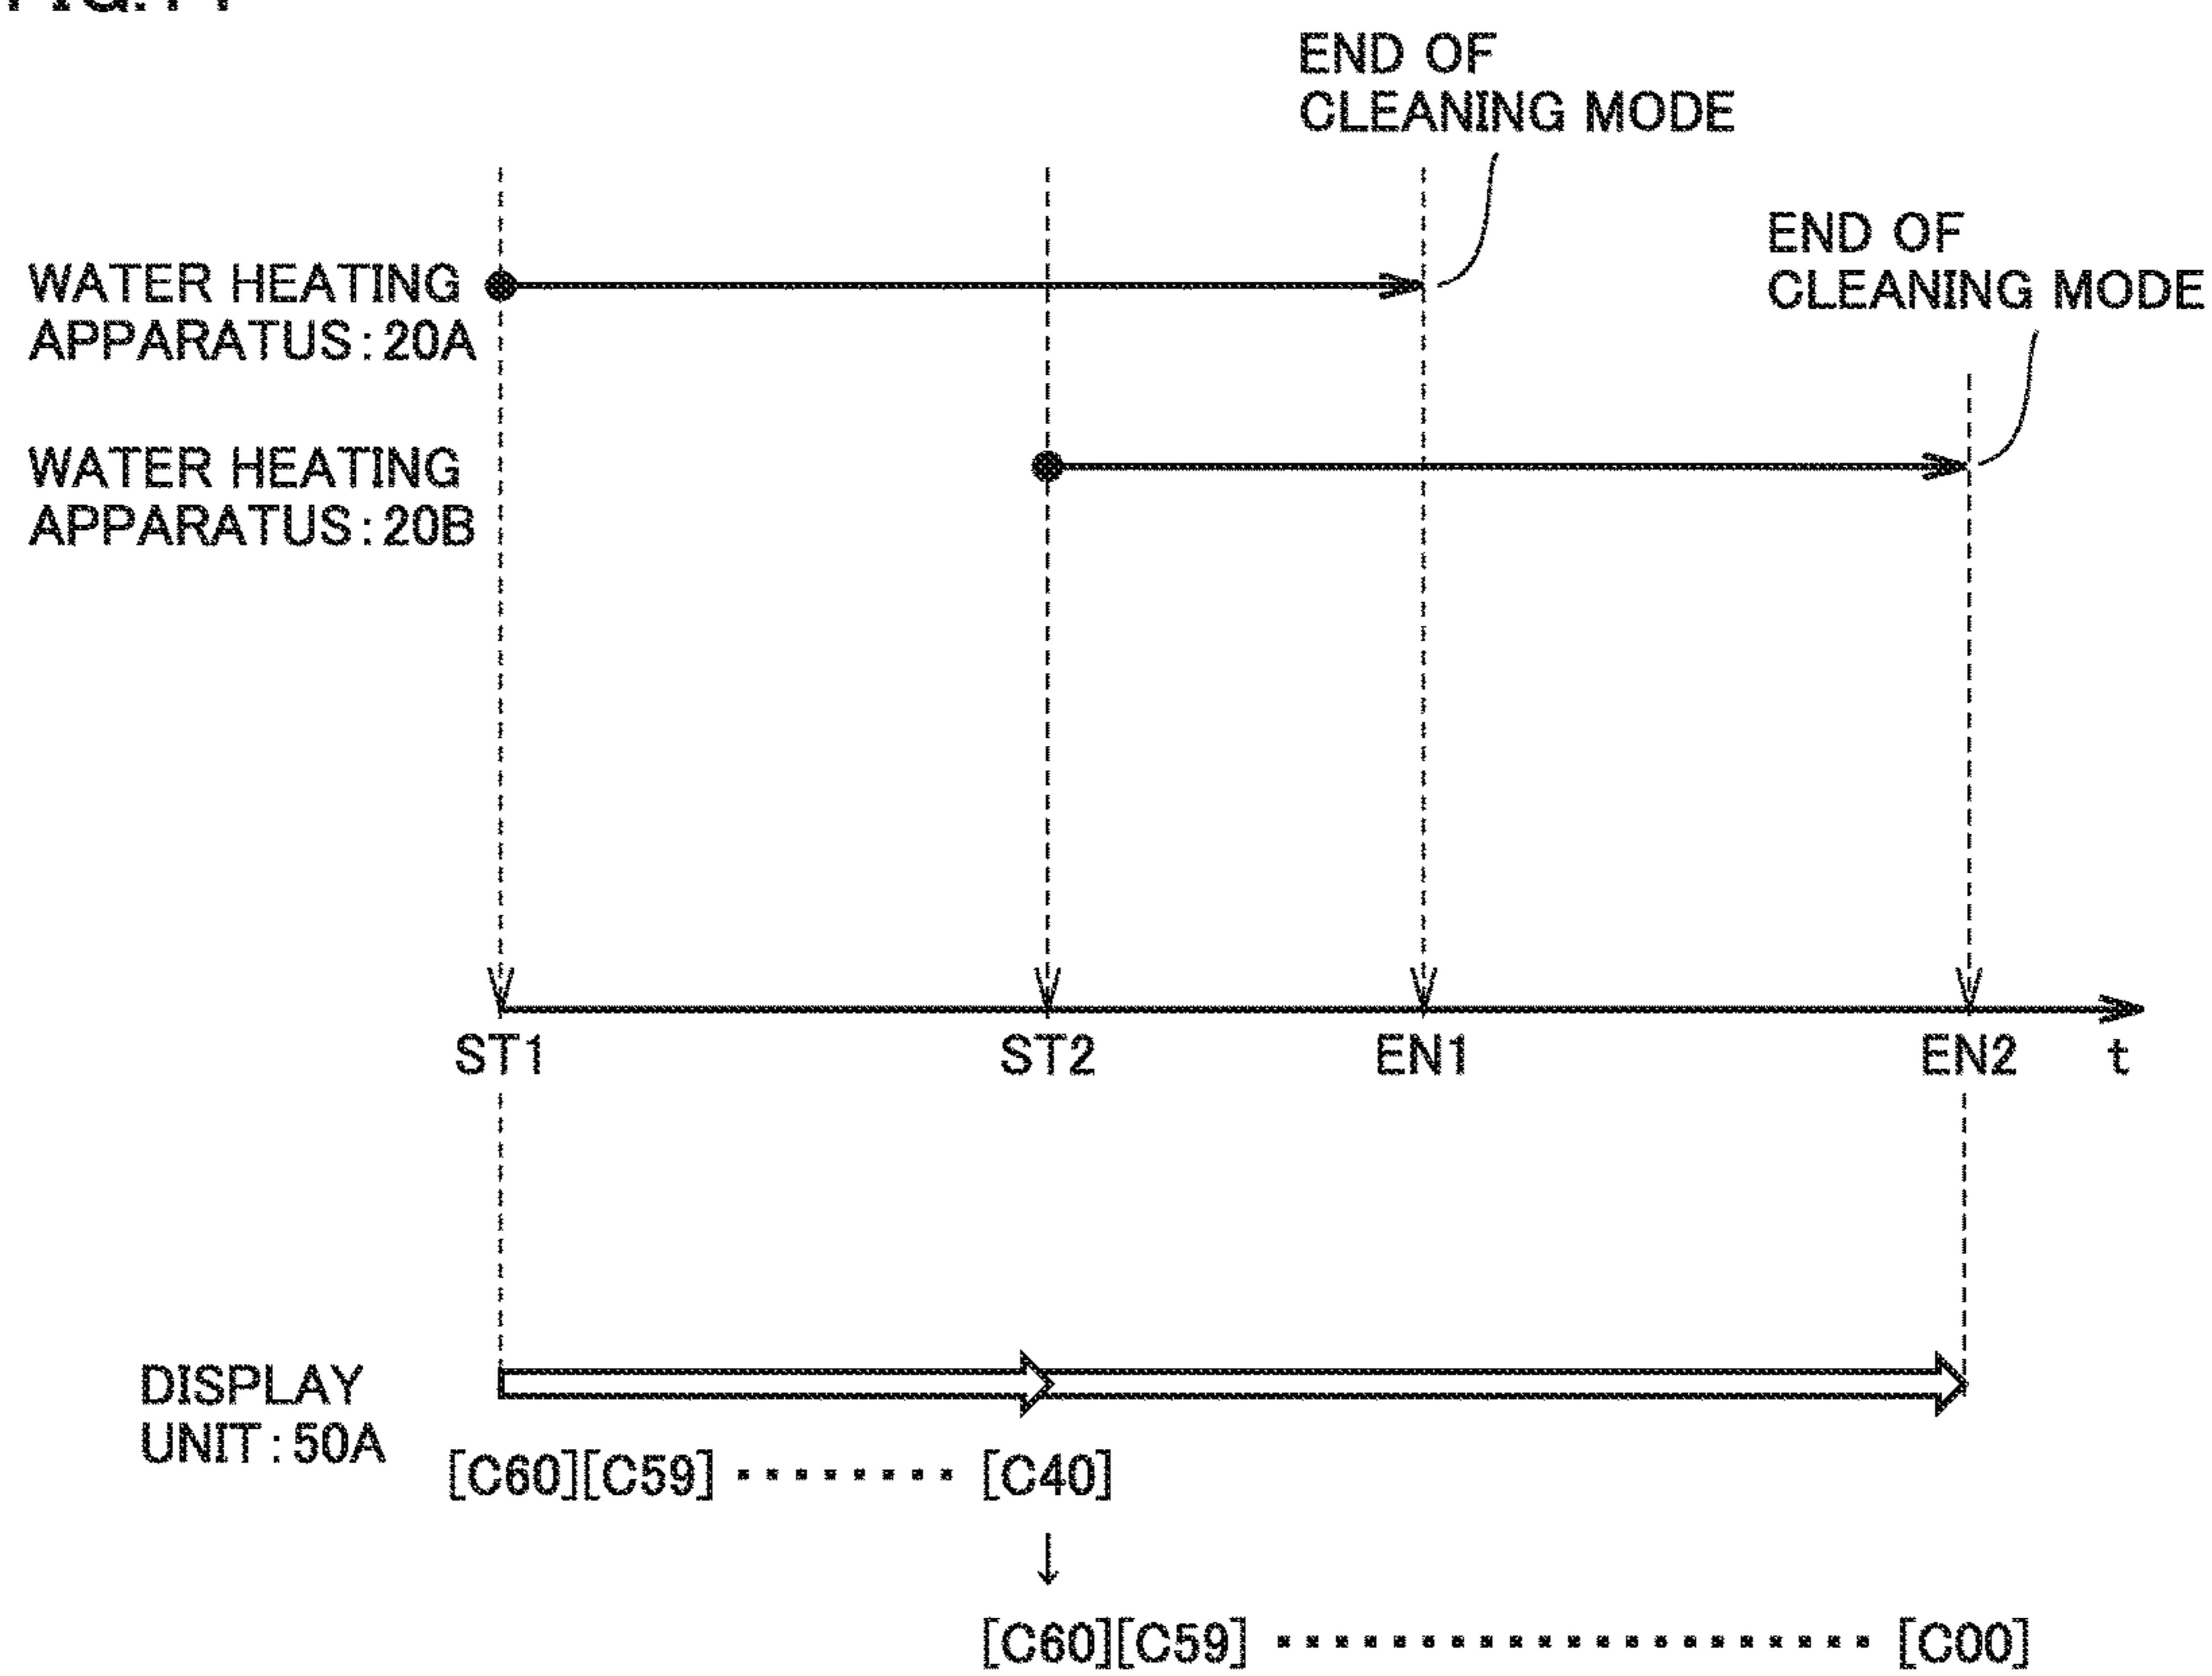 END OF
CLEANING MODE
END OF
CLEANING MODE
WATER HEATING
APPARATUS:20A
WATER HEATING
APPARATUS:20B
ST1 ST2 EN1 EN2 t
DISPLAY
UNIT:50A
[C60][C59] ········ [C40]
↓
[C60][C59] ····················· [C00]